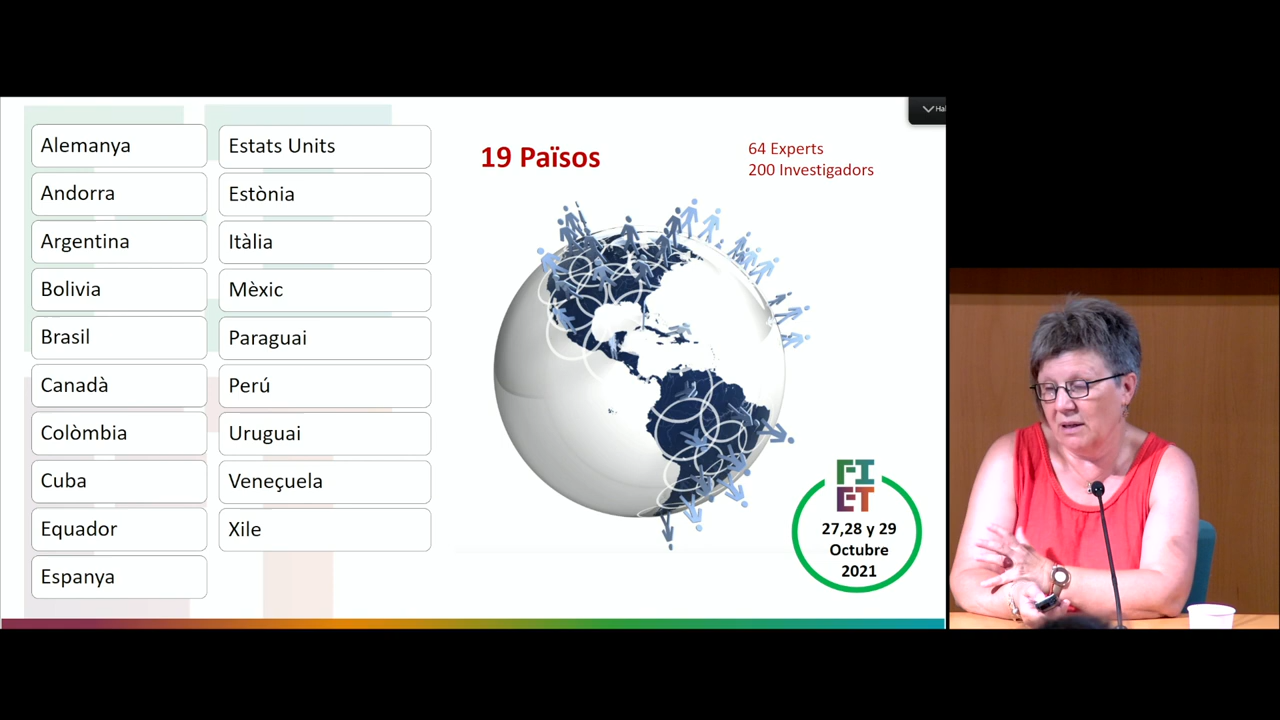 Alemanya
Andorra
Argentina
Bolivia
Brasil
Canadà
Colòmbia
Cuba
Equador
Espanya
Estats Units
Estònia
Itàlia
Mèxic
Paraguai
Perú
Uruguai
Veneçuela
Xile
19 Països
64 Experts
200 Investigadors
FI
ET
27,28 y 29
Octubre
2021